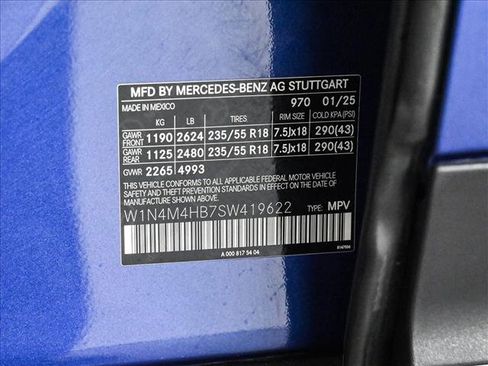 MFD BY MERCEDES-BENZ AG STUTTGART
MADE IN MEXICO 970 01/25
KG LB TIRES RIM SIZE COLD KPA (PSI)
GAWR FRONT 1190 2624 235/55 R18 7.5Jx18 290(43)
GAWR REAR 1125 2480 235/55 R18 7.5Jx18 290(43)
GVWR 2265 4993
THIS VEHICLE CONFORMS TO ALL APPLICABLE FEDERAL MOTOR
VEHICLE SAFETY, BUMPER, AND THEFT PREVENTION STANDARDS IN
EFFECT ON THE DATE OF MANUFACTURE SHOWN ABOVE.
W1N4M4HB7SW419622 TYPE: MPV
A 000 817 54 04